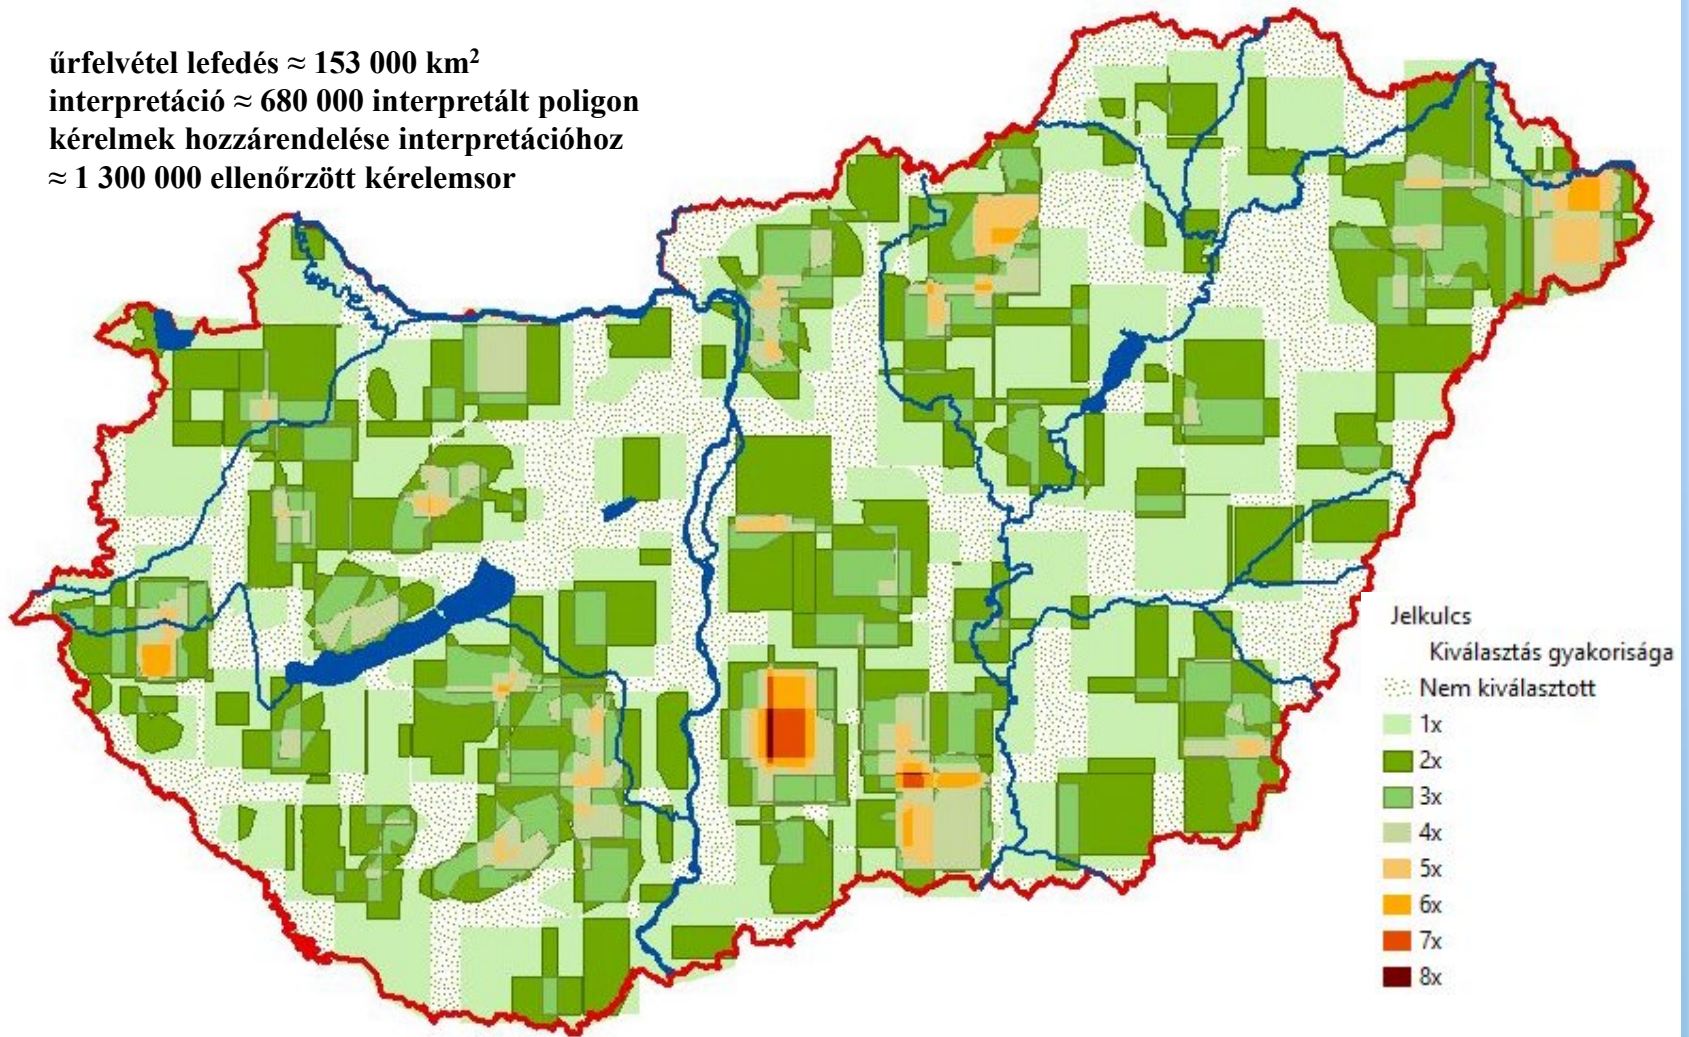 űrfelvétel lefedés ≈ 153 000 km²
interpretáció ≈ 680 000 interpretált poligon
kérelmek hozzárendelése interpretációhoz
≈ 1 300 000 ellenőrzött kérelemsor
Jelkulcs
Kiválasztás gyakorisága
Nem kiválasztott
1x
2x
3x
4x
5x
6x
7x
8x